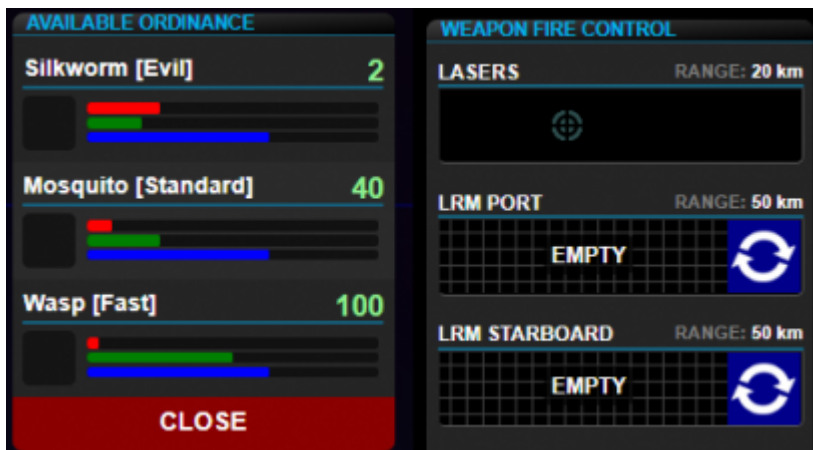 AVAILABLE ORDINANCE
Silkworm [Evil] 2
Mosquito [Standard] 40
Wasp [Fast] 100
CLOSE
WEAPON FIRE CONTROL
LASERS RANGE: 20 km
LRM PORT RANGE: 50 km
EMPTY
LRM STARBOARD RANGE: 50 km
EMPTY